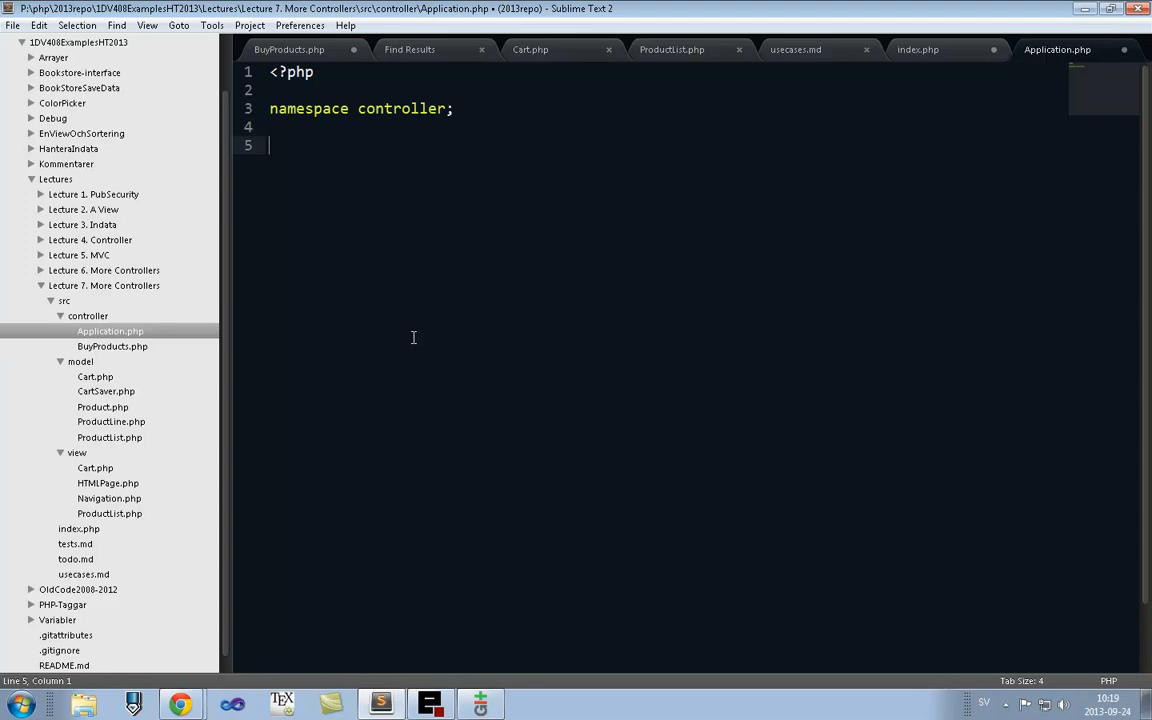 P:\php\2013repo\1DV408ExamplesHT2013\Lectures\Lecture 7. More Controllers\src\controller\Application.php • (2013repo) - Sublime Text 2
File Edit Selection Find View Goto Tools Project Preferences Help
1DV408ExamplesHT2013
Arrayer
Bookstore-interface
BookStoreSaveData
ColorPicker
Debug
EnViewOchSortering
HanteraIndata
Kommentarer
Lectures
Lecture 1. PubSecurity
Lecture 2. A View
Lecture 3. Indata
Lecture 4. Controller
Lecture 5. MVC
Lecture 6. More Controllers
Lecture 7. More Controllers
src
controller
Application.php
BuyProducts.php
model
Cart.php
CartSaver.php
Product.php
ProductLine.php
ProductList.php
view
Cart.php
HTMLPage.php
Navigation.php
ProductList.php
index.php
tests.md
todo.md
usecases.md
OldCode2008-2012
PHP-Taggar
Variabler
.gitattributes
.gitignore
README.md
BuyProducts.php Find Results Cart.php ProductList.php usecases.md index.php Application.php
1 <?php
2
3 namespace controller;
4
5
Line 5, Column 1 Tab Size: 4 PHP
TEX SV 10:19
2013-09-24